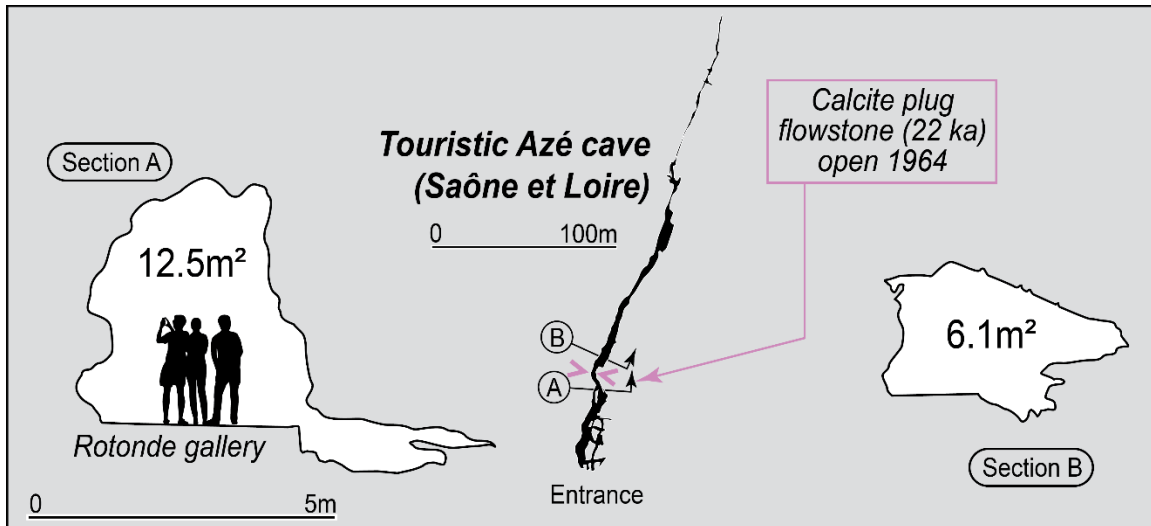 Section A
12.5m²
Rotonde gallery
0 5m
Touristic Azé cave
(Saône et Loire)
0 100m
B
A
Entrance
Calcite plug
flowstone (22 ka)
open 1964
6.1m²
Section B